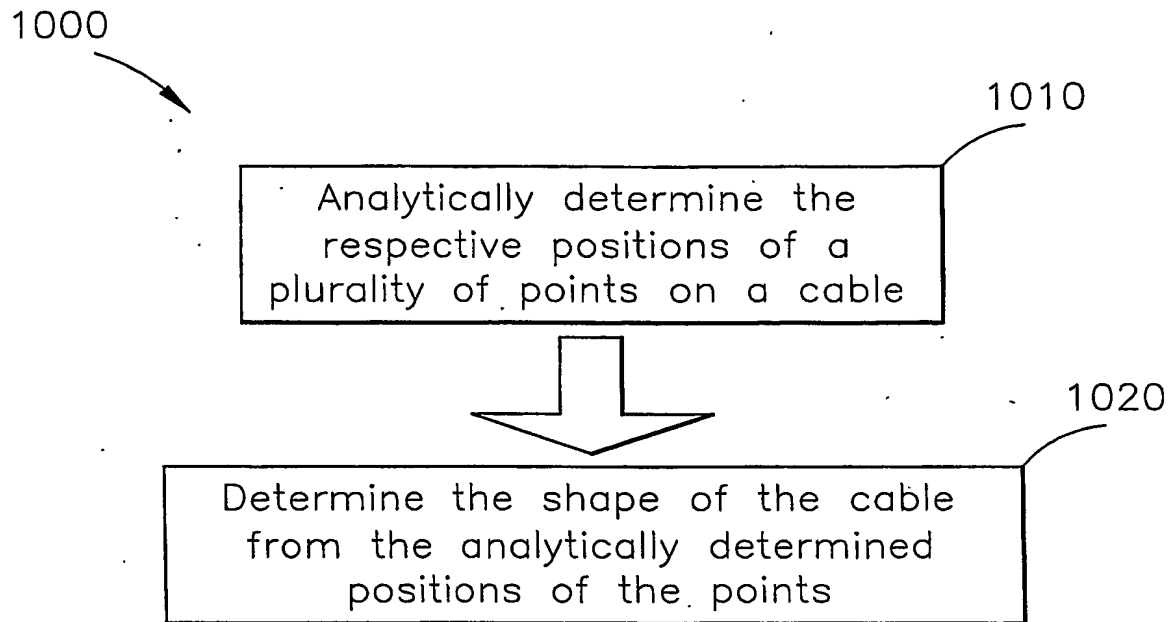 1000
1010
Analytically determine the
respective positions of a
plurality of points on a cable
1020
Determine the shape of the cable
from the analytically determined
positions of the points